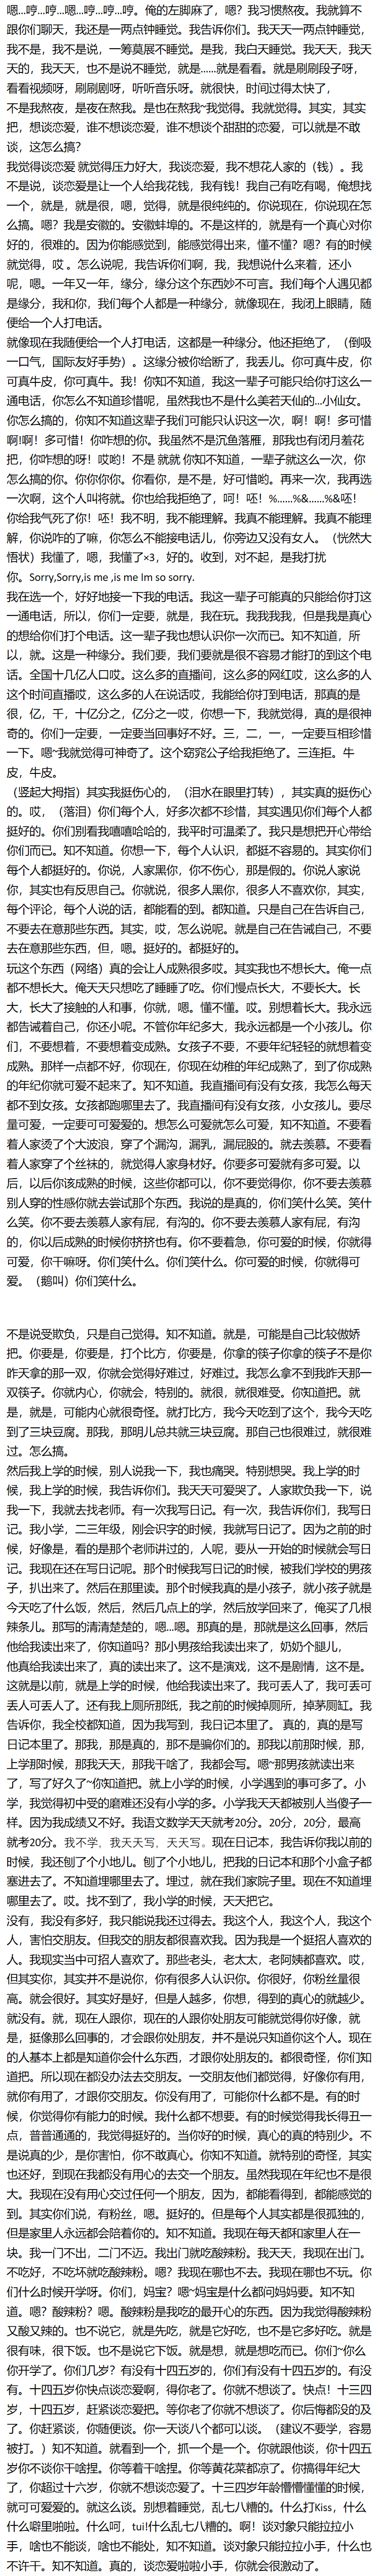 嗯...哼...哼...嗯...哼...哼...哼。俺的左脚麻了，嗯？我习惯熬夜。我就算不
跟你们聊天，我还是一两点钟睡觉。我告诉你们。我天天一两点钟睡觉，
我不是，我不是说，一筹莫展不睡觉。是我，我白天睡觉。我天天，我天
天的，我天天，也不是说不睡觉，就是......就是看看。就是刷刷段子呀，
看看视频呀，刷刷剧呀，听听音乐呀。就很快，时间过得太快了，
不是我熬夜，是夜在熬我。是也在熬我~我觉得。我就觉得。其实，其实
把，想谈恋爱，谁不想谈恋爱，谁不想谈个甜甜的恋爱，可以就是不敢
谈，这怎么搞？
我觉得谈恋爱 就觉得压力好大，我谈恋爱，我不想花人家的（钱）。我
不是说，谈恋爱是让一个人给我花钱，我有钱！我自己有吃有喝，俺想找
一个，就是，就是很，嗯，觉得，就是很纯纯的。你说现在，你说现在怎
么搞。嗯？我是安徽的。安徽蚌埠的。不是这样的，就是有一个真心对你
好的，很难的。因为你能感觉到，能感觉得出来，懂不懂？嗯？有的时候
就觉得，哎 。怎么说呢，我告诉你们啊，我，我想说什么来着，还小
呢，嗯。一年又一年，缘分，缘分这个东西妙不可言。我们每个人遇见都
是缘分，我和你，我们每个人都是一种缘分，就像现在，我闭上眼睛，随
便给一个人打电话。
就像现在我随便给一个人打电话，这都是一种缘分。他还拒绝了，（倒吸
一口气，国际友好手势）。这缘分被你给断了，我丢儿。你可真牛皮，你
可真牛皮，你可真牛。我！你知不知道，我这一辈子可能只给你打这么一
通电话，你怎么不知道珍惜呢，虽然我也不是什么美若天仙的...小仙女。
你怎么搞的，你知不知道这辈子我们可能只认识这一次，啊！啊！多可惜
啊!啊！多可惜！你咋想的你。我虽然不是沉鱼落雁，那我也有闭月羞花
把，你咋想的呀！哎哟！不是 就就 你知不知道，一辈子就这么一次，你
怎么搞的你。你你你你。你看你，是不是，好可惜哟。再来一次，我再选
一次啊，这个人叫将就。你也给我拒绝了，呵！呸！%......%&......%&呸！
你给我气死了你！呸！我不明，我不能理解。我真不能理解。我真不能理
解，你说咋的了嘛，你怎么不能接电话儿，你旁边又没有女人。（恍然大
悟状）我懂了，嗯，我懂了×3，好的。收到，对不起，是我打扰
你。Sorry,Sorry,is me ,is me Im so sorry.
我在选一个，好好地接一下我的电话。我这一辈子可能真的只能给你打这
一通电话，所以，你们一定要，就是，我在玩。我我我我，但是我是真心
的想给你们打个电话。这一辈子我也想认识你一次而已。知不知道，所
以，就。这是一种缘分。我们要，我们要就是很不容易才能打的到这个电
话。全国十几亿人口哎。这么多的直播间，这么多的网红哎，这么多的人
这个时间直播哎，这么多的人在说话哎，我能给你打到电话，那真的是
很，亿，千，十亿分之，亿分之一哎，你想一下，我就觉得，真的是很神
奇的。你们一定要，一定要当回事好不好。三，二，一，一定要互相珍惜
一下。嗯~我就觉得可神奇了。这个窈窕公子给我拒绝了。三连拒。牛
皮，牛皮。
（竖起大拇指）其实我挺伤心的，（泪水在眼里打转），其实真的挺伤心
的。哎，（落泪）你们每个人，好多次都不珍惜，其实遇见你们每个人都
挺好的。你们别看我嘻嘻哈哈的，我平时可温柔了。我只是想把开心带给
你们而已。知不知道。你想一下，每个人认识，都挺不容易的。其实你们
每个人都挺好的。你说，人家黑你，你不伤心，那是假的。你说人家说
你，其实也有反思自己。你就说，很多人黑你，很多人不喜欢你，其实，
每个评论，每个人说的话，都能看的到。都知道。只是自己在告诉自己，
不要去在意那些东西。其实，哎，怎么说呢。就是自己在告诫自己，不要
去在意那些东西，但，嗯。挺好的。都挺好的。
玩这个东西（网络）真的会让人成熟很多哎。其实我也不想长大。俺一点
都不想长大。俺天天只想吃了睡睡了吃。你们慢点长大，不要长大。长
大，长大了接触的人和事，你就，嗯。懂不懂。哎。别想着长大。我永远
都告诫着自己，你还小呢。不管你年纪多大，我永远都是一个小孩儿。你
们，不要想着，不要想着变成熟。女孩子不要，不要年纪轻轻的就想着变
成熟。那样一点都不好，你现在，你现在幼稚的年纪成熟了，到了你成熟
的年纪你就可爱不起来了。知不知道。我直播间有没有女孩，我怎么每天
都不到女孩。女孩都跑哪里去了。我直播间有没有女孩，小女孩儿。要尽
量可爱，一定要可可爱爱的。想怎么可爱就怎么可爱，知不知道。不要看
着人家烫了个大波浪，穿了个漏沟，漏乳，漏屁股的。就去羡慕。不要看
着人家穿了个丝袜的，就觉得人家身材好。你要多可爱就有多可爱。以
后，以后你该成熟的时候，这些你都可以，你不要觉得你，你不要去羡慕
别人穿的性感你就去尝试那个东西。我说的是真的，你们笑什么笑。笑什
么笑。你不要去羡慕人家有屁，有沟的。你不要去羡慕人家有屁，有沟
的，你以后成熟的时候你挤挤也有。你不要着急，你可爱的时候，你就得
可爱，你干嘛呀。你们笑什么。你们笑什么。你可爱的时候，你就得可
爱。（鹅叫）你们笑什么。
不是说受欺负，只是自己觉得。知不知道。就是，可能是自己比较傲娇
把。你要是，你要是，打个比方，你要是，你拿的筷子你拿的筷子不是你
昨天拿的那一双，你就会觉得好难过，好难过。我怎么拿不到我昨天那一
双筷子。你就内心，你就会，特别的。就很，就很难受。你知道把。就
是，就是，可能内心就很奇怪。就打比方，我今天吃到了这个，我今天吃
到了三块豆腐。那我，那明儿总共就三块豆腐。那自己也很难过，就很难
过。怎么搞。
然后我上学的时候，别人说我一下，我也痛哭。特别想哭。我上学的时
候，我上学的时候，我告诉你们。我天天可爱哭了。人家欺负我一下，说
我一下，我就去找老师。有一次我写日记。有一次，我告诉你们，我写日
记。我小学，二三年级，刚会识字的时候，我就写日记了。因为之前的时
候，好像是，看的是那个老师讲过的，人呢，要从一开始的时候就会写日
记。我现在还在写日记呢。那个时候我写日记的时候，被我们学校的男孩
子，扒出来了。然后在那里读。那个时候我真的是小孩子，就小孩子就是
今天吃了什么饭，然后，然后几点上的学，然后放学回来了，俺买了几根
辣条儿。那写的清清楚楚的，嗯...嗯。那真的是，那就是这么回事，然后
他给我读出来了，你知道吗？那小男孩给我读出来了，奶奶个腿儿，
他真给我读出来了，真的读出来了。这不是演戏，这不是剧情，这不是。
这就是以前，就是上学的时候，他给我读出来了。我可丢人了，我可丢可
丢人可丢人了。还有我上厕所那纸，我之前的时候掉厕所，掉茅厕缸。我
告诉你，我全校都知道，因为我写到，我日记本里了。 真的，真的是写
日记本里了。那我，那是真的，那不是骗你们的。那我以前那时候，那，
上学那时候，那我天天，那我干啥了，我都会写。嗯~那男孩就读出来
了，写了好久了~你知道把。就上小学的时候，小学遇到的事可多了。小
学，我觉得初中受的磨难还没有小学的多。小学我天天都被别人当傻子一
样。因为我成绩又不好。我语文数学天天就考20分。20分，20分，最高
就考20分。我不学，我天天写，天天写。现在日记本，我告诉你我以前的
时候，我还刨了个小地儿。刨了个小地儿，把我的日记本和那个小盒子都
塞进去了。不知道埋哪里去了。埋过，就在我们家院子里。现在不知道埋
哪里去了。哎。找不到了，我小学的时候，天天把它。
没有，我没有多好，我只能说我还过得去。我这个人，我这个人，我这个
人，害怕交朋友。但我交的朋友都很喜欢我。因为我是一个挺招人喜欢的
人。我现实当中可招人喜欢了。那些老头，老太太，老阿姨都喜欢。哎，
但其实你，其实并不是说你，你有很多人认识你。你很好，你粉丝量很
高。就会很好。其实好是好，但是人越多，你想，得到的真心的就越少。
就没有。就，现在人跟你，现在的人跟你处朋友可能就觉得你好像，就
是，挺像那么回事的，才会跟你处朋友，并不是说只知道你这个人。现在
的人基本上都是知道你会什么东西，才跟你处朋友的。都很奇怪，你们知
道把。所以现在都没办法去交朋友。一交朋友他们都觉得，好像你有用，
就你有用了，才跟你交朋友。你没有用了，可能你什么都不是。有的时
候，你觉得你有能力的时候。我什么都不想要。有的时候觉得我长得丑一
点，普普通通的，我觉得挺好的。当你好的时候，真心的真的特别少。不
是说真的少，是你害怕，你不敢真心。你知不知道。就特别的奇怪，其实
也还好，到现在我都没有用心的去交一个朋友。虽然我现在年纪也不是很
大。我现在没有用心交过任何一个朋友，因为，都能看得到，都能感觉的
到。其实你们说，有粉丝，嗯。挺好的。但是每个人其实都是很孤独的，
但是家里人永远都会陪着你的。知不知道。我现在每天都和家里人在一
块。我一门不出，二门不迈。我出门就吃酸辣粉。我天天，我现在出门。
不吃好，不吃坏就吃酸辣粉。嗯？我现在哪也不去。我现在哪也不玩。你
们什么时候开学呀。你们，妈宝？嗯~妈宝是什么都问妈妈要。知不知
道。嗯？酸辣粉？嗯。酸辣粉是我吃的最开心的东西。因为我觉得酸辣粉
又酸又辣的。也不说它，就是先吃，就是它好吃，也不是它多好吃。就是
很有味，很下饭。也不是说它下饭。就是想，就是想吃而已。你们~你么
你开学了。你们几岁？有没有十四五岁的，你们有没有十四五岁的。有没
有。十四五岁你快点谈恋爱啊，得你老了。你就不想谈了。快点！十三四
岁，十四五岁，赶紧谈恋爱把。等你老了你就不想谈了。你后悔都没的及
了。你赶紧谈，你随便谈。你一天谈八个都可以谈。（建议不要学，容易
被打。）知不知道。就看到一个，抓一个是一个。你就跟他谈，你十四五
岁你不谈你干啥捏。你等着干啥捏。你等黄花菜都凉了。你搞得年纪大
了，你超过十六岁，你就不想谈恋爱了。十三四岁年龄懵懵懂懂的时候，
就可可爱爱的。就这么谈。别想着睡觉，乱七八糟的。什么打Kiss，什么
什么噼里啪啦。什么呵，tui!什么乱七八糟的。啊！谈对象只能拉拉小
手，啥也不能谈，啥也不能处，知不知道。谈对象只能拉拉小手，什么也
不许干。知不知道。真的，谈恋爱啦啦小手，你就会很激动了。